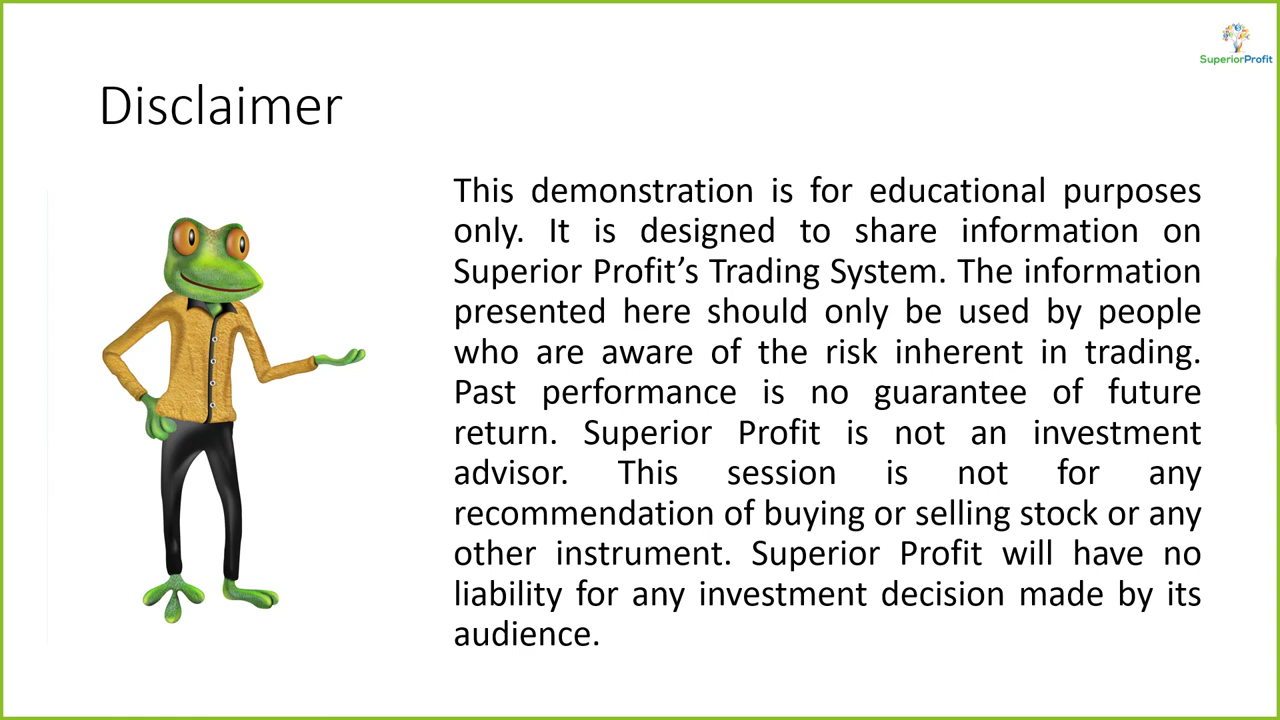 SuperiorProfit
Disclaimer
This demonstration is for educational purposes
only. It is designed to share information on
Superior Profit’s Trading System. The information
presented here should only be used by people
who are aware of the risk inherent in trading.
Past performance is no guarantee of future
return. Superior Profit is not an investment
advisor. This session is not for any
recommendation of buying or selling stock or any
other instrument. Superior Profit will have no
liability for any investment decision made by its
audience.